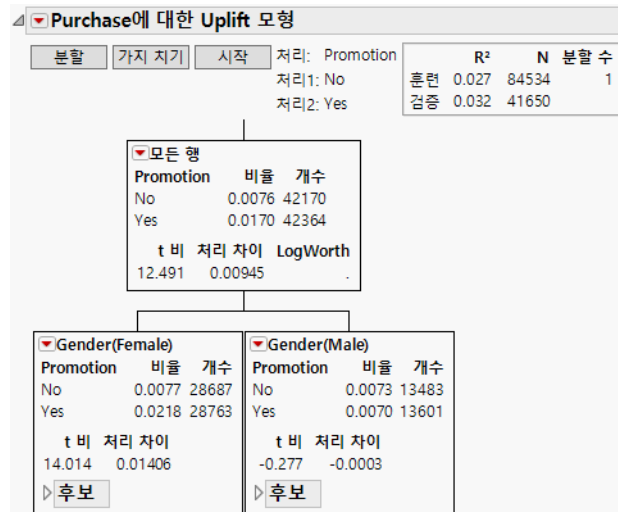 Purchase에 대한 Uplift 모형
분할 가지 치기 시작 처리: Promotion
처리1: No
처리2: Yes
R² N 분할 수
훈련 0.027 84534 1
검증 0.032 41650
모든 행
Promotion 비율 개수
No 0.0076 42170
Yes 0.0170 42364
t 비 처리 차이 LogWorth
12.491 0.00945 .
Gender(Female)
Promotion 비율 개수
No 0.0077 28687
Yes 0.0218 28763
t 비 처리 차이
14.014 0.01406
후보
Gender(Male)
Promotion 비율 개수
No 0.0073 13483
Yes 0.0070 13601
t 비 처리 차이
-0.277 -0.0003
후보